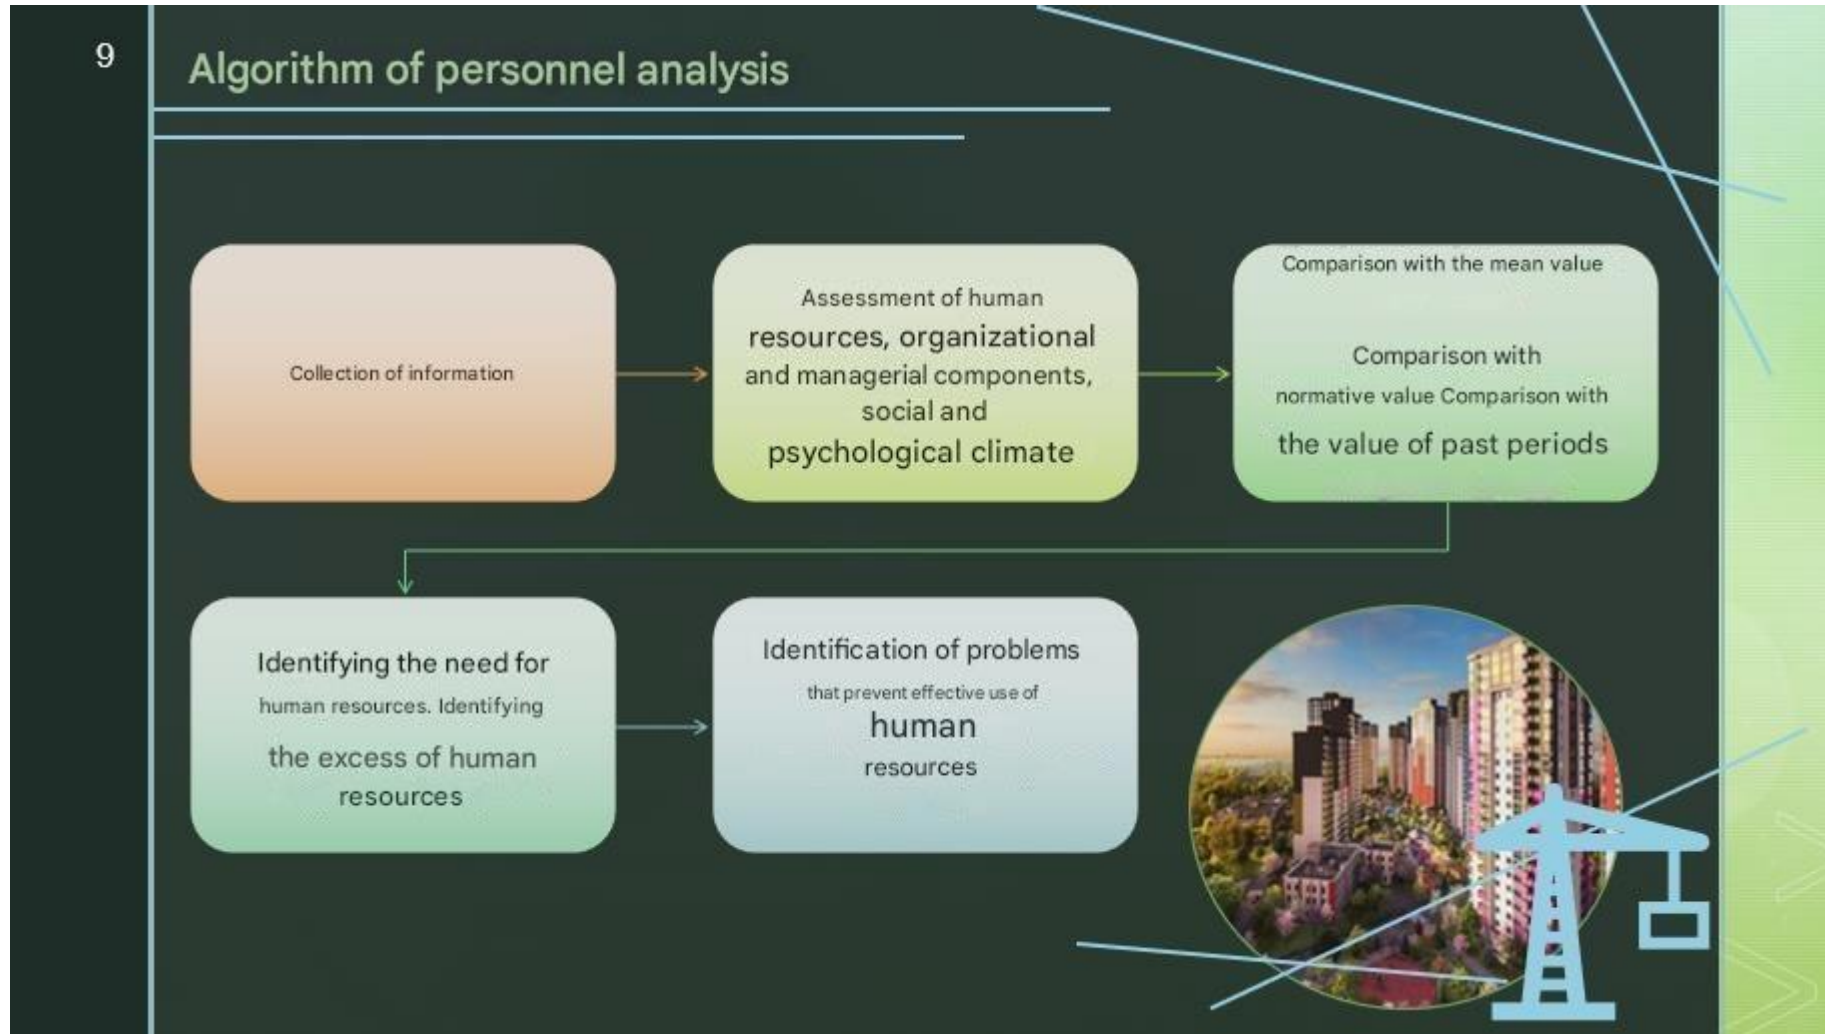 9
Algorithm of personnel analysis
Collection of information
Assessment of human
resources, organizational
and managerial components,
social and
psychological climate
Comparison with the mean value
Comparison with
normative value Comparison with
the value of past periods
Identifying the need for
human resources. Identifying
the excess of human
resources
Identification of problems
that prevent effective use of
human
resources